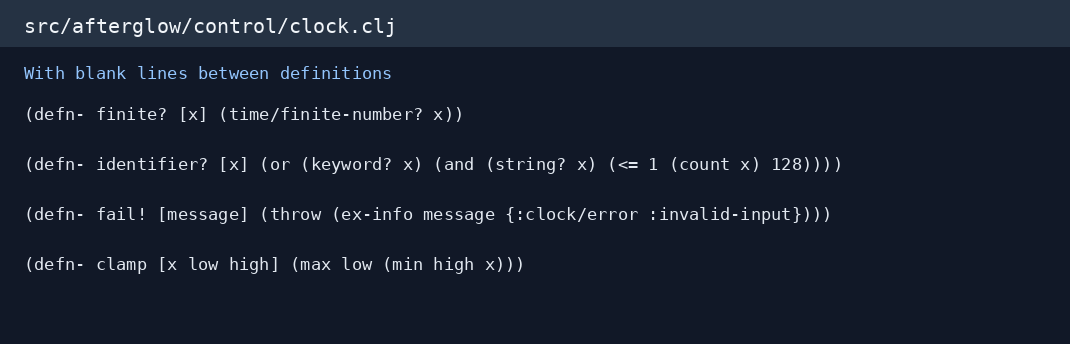 src/afterglow/control/clock.clj
With blank lines between definitions
(defn- finite? [x] (time/finite-number? x))
(defn- identifier? [x] (or (keyword? x) (and (string? x) (<= 1 (count x) 128))))
(defn- fail! [message] (throw (ex-info message {:clock/error :invalid-input})))
(defn- clamp [x low high] (max low (min high x)))